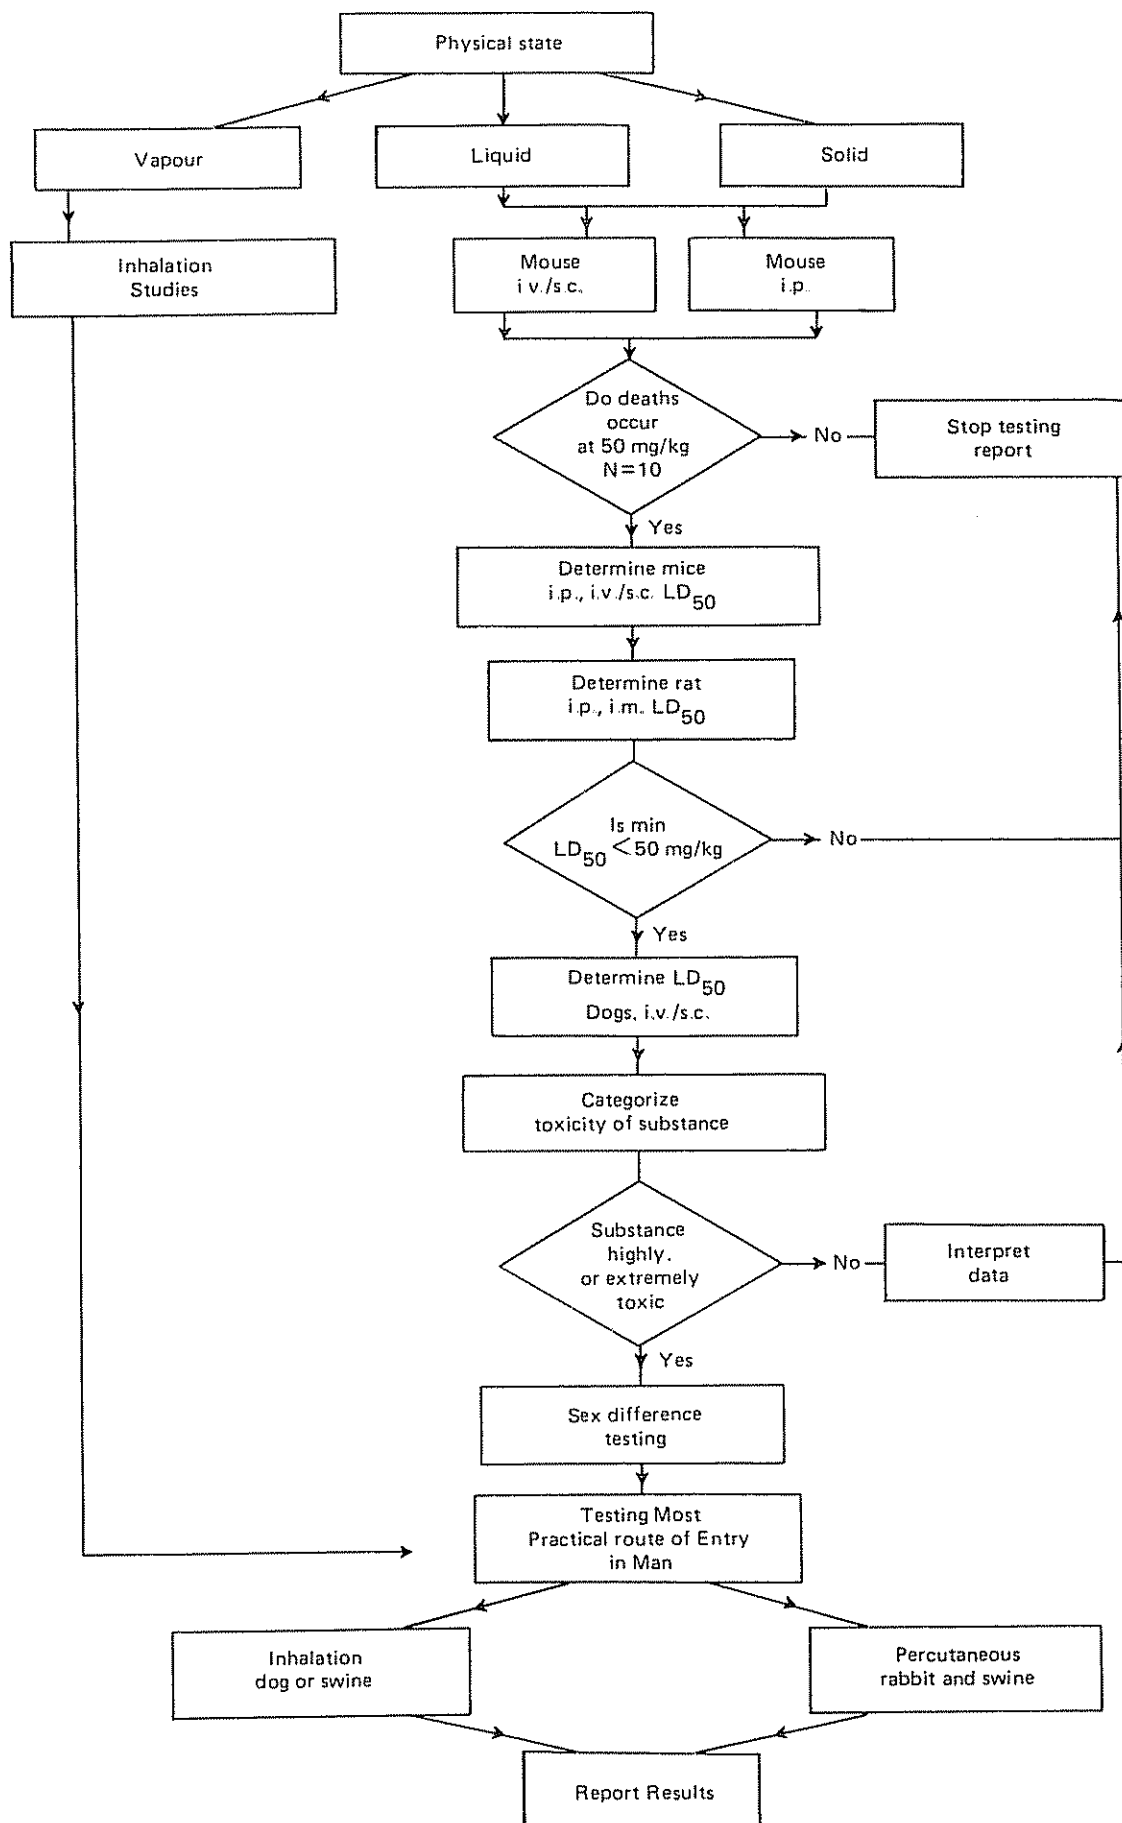 Physical state
Vapour
Liquid
Solid
Inhalation
Studies
Mouse
i v./s.c.
Mouse
i.p.
Do deaths
occur
at 50 mg/kg
N=10
No
Stop testing
report
Yes
Determine mice
i.p., i.v./s.c. LD50
Determine rat
i.p., i.m. LD50
Is min
LD50 <50 mg/kg
No
Yes
Determine LD50
Dogs, i.v./s.c.
Categorize
toxicity of substance
Substance
highly.
or extremely
toxic
No
Interpret
data
Yes
Sex difference
testing
Testing Most
Practical route of Entry
in Man
Inhalation
dog or swine
Percutaneous
rabbit and swine
Report Results